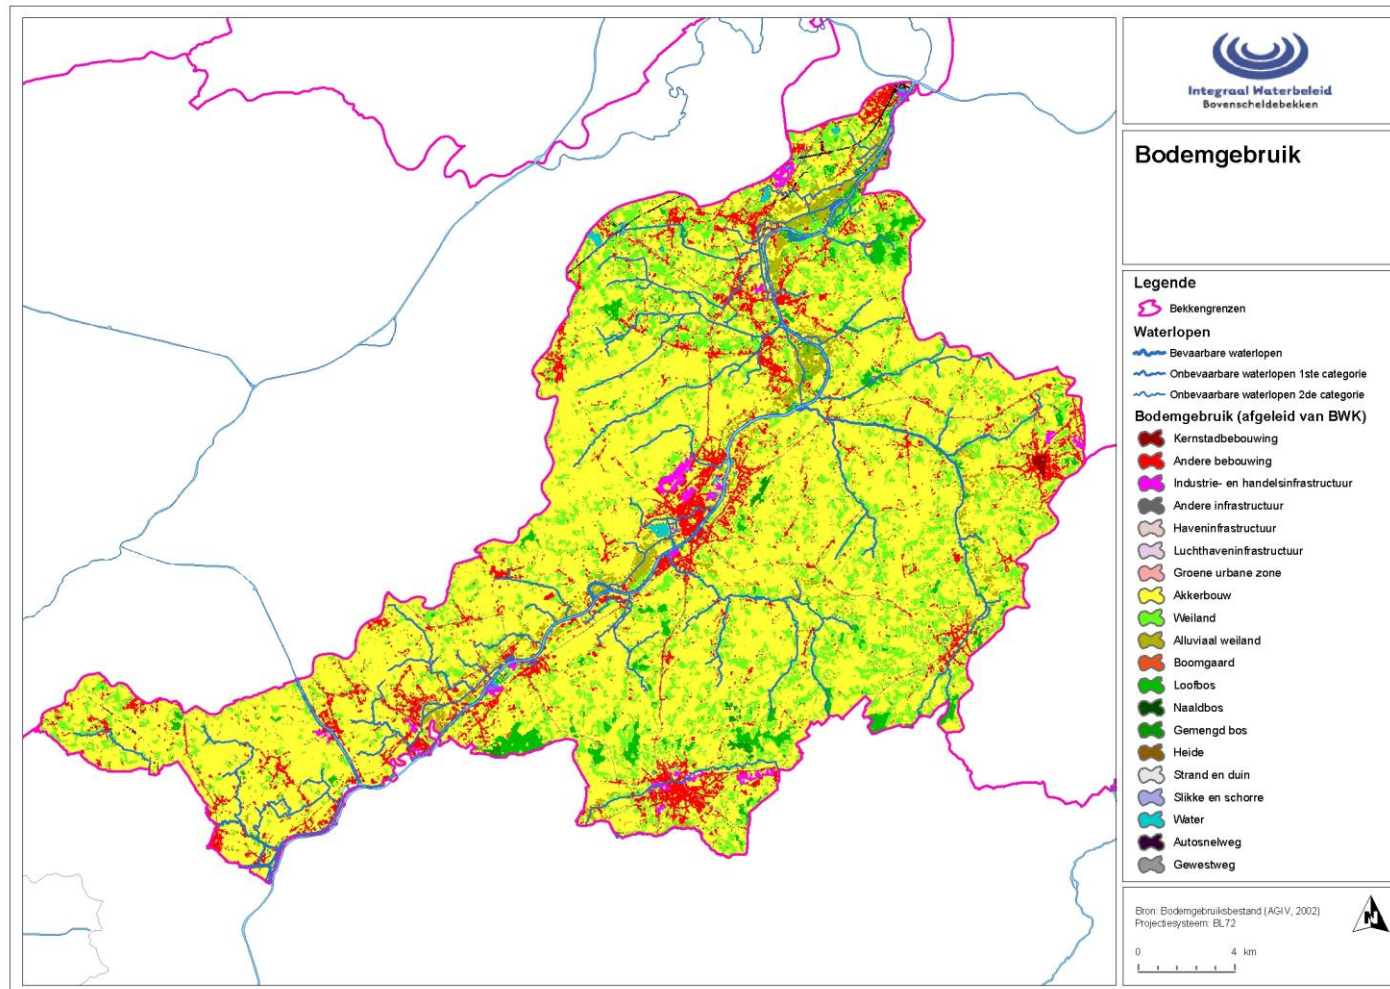 Integraal Waterbeleid
Bovenscheldebekken
Bodemgebruik
Legende
Bekkengrenzen
Waterlopen
Bevaarbare waterlopen
Onbevaarbare waterlopen 1ste categorie
Onbevaarbare waterlopen 2de categorie
Bodemgebruik (afgeleid van BWK)
Kernstadbebouwing
Andere bebouwing
Industrie- en handelsinfrastructuur
Andere infrastructuur
Haveninfrastructuur
Luchthaveninfrastructuur
Groene urbane zone
Akkerbouw
Weiland
Alluviaal weiland
Boomgaard
Loofbos
Naaldbos
Gemengd bos
Heide
Strand en duin
Slikke en schorre
Water
Autosnelweg
Gewestweg
Bron: Bodemgebruiksbestand (AGIV, 2002)
Projectiesysteem: BL72
0 4 km
N